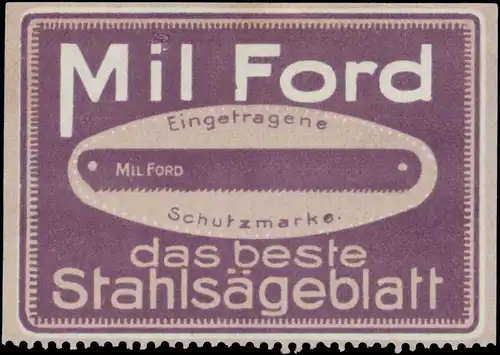 Mil Ford
Eingetragene
MIL FORD
Schutzmarke.
das beste
Stahlsägeblatt